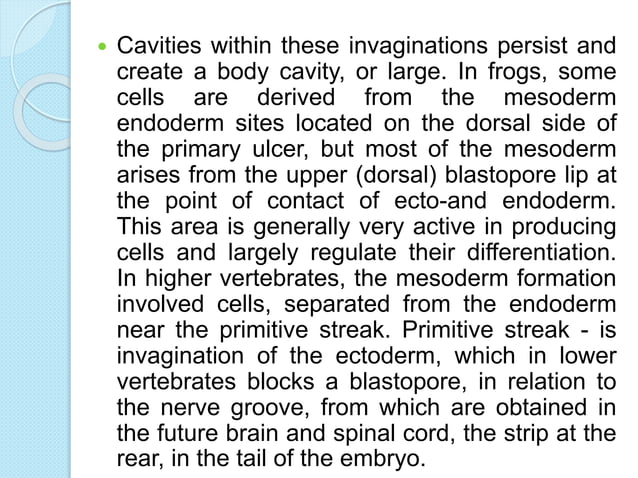 • Cavities within these invaginations persist and
create a body cavity, or large. In frogs, some
cells are derived from the mesoderm
endoderm sites located on the dorsal side of
the primary ulcer, but most of the mesoderm
arises from the upper (dorsal) blastopore lip at
the point of contact of ecto-and endoderm.
This area is generally very active in producing
cells and largely regulate their differentiation.
In higher vertebrates, the mesoderm formation
involved cells, separated from the endoderm
near the primitive streak. Primitive streak - is
invagination of the ectoderm, which in lower
vertebrates blocks a blastopore, in relation to
the nerve groove, from which are obtained in
the future brain and spinal cord, the strip at the
rear, in the tail of the embryo.